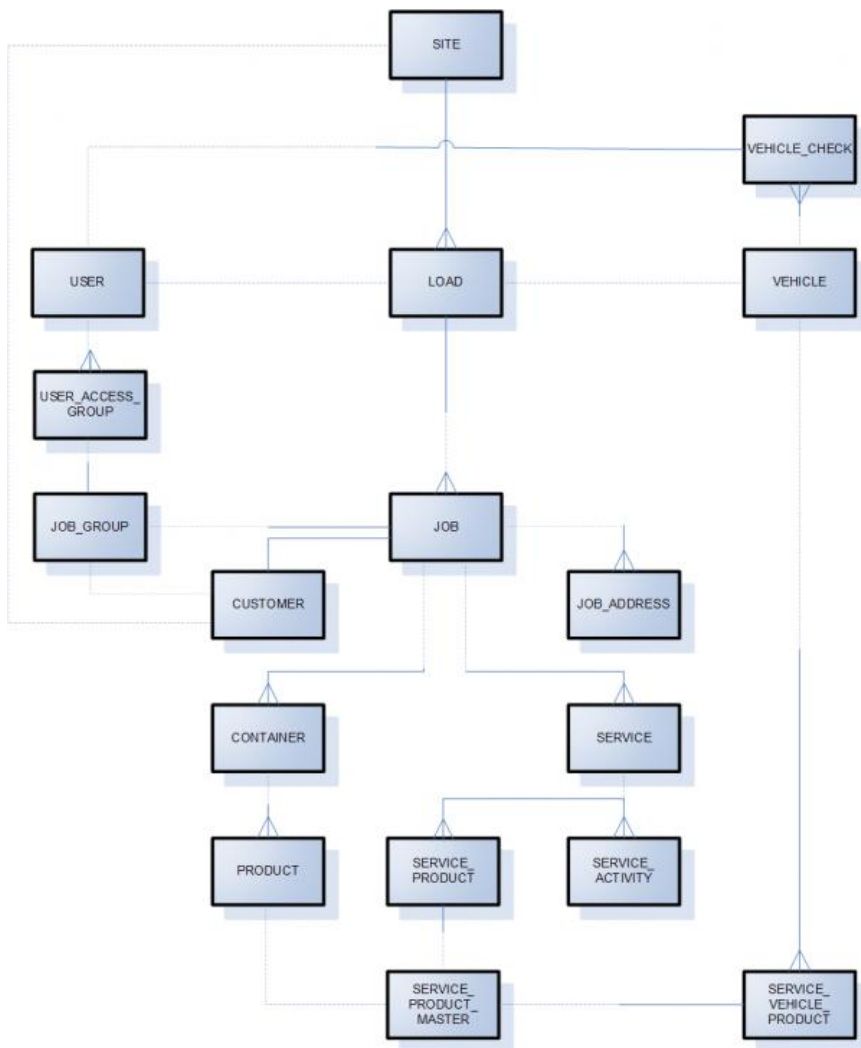 SITE
VEHICLE_CHECK
USER
LOAD
VEHICLE
USER_ACCESS_
GROUP
JOB_GROUP
JOB
CUSTOMER
JOB_ADDRESS
CONTAINER
SERVICE
PRODUCT
SERVICE_
PRODUCT
SERVICE_
ACTIVITY
SERVICE_
PRODUCT_
MASTER
SERVICE_
VEHICLE_
PRODUCT